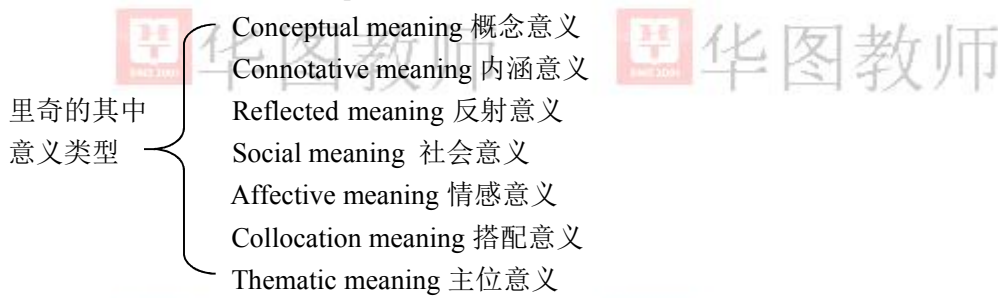 Conceptual meaning 概念意义
Connotative meaning 内涵意义
里奇的其中 Reflected meaning 反射意义
意义类型 Social meaning 社会意义
Affective meaning 情感意义
Collocation meaning 搭配意义
Thematic meaning 主位意义
华图教师
华图教师